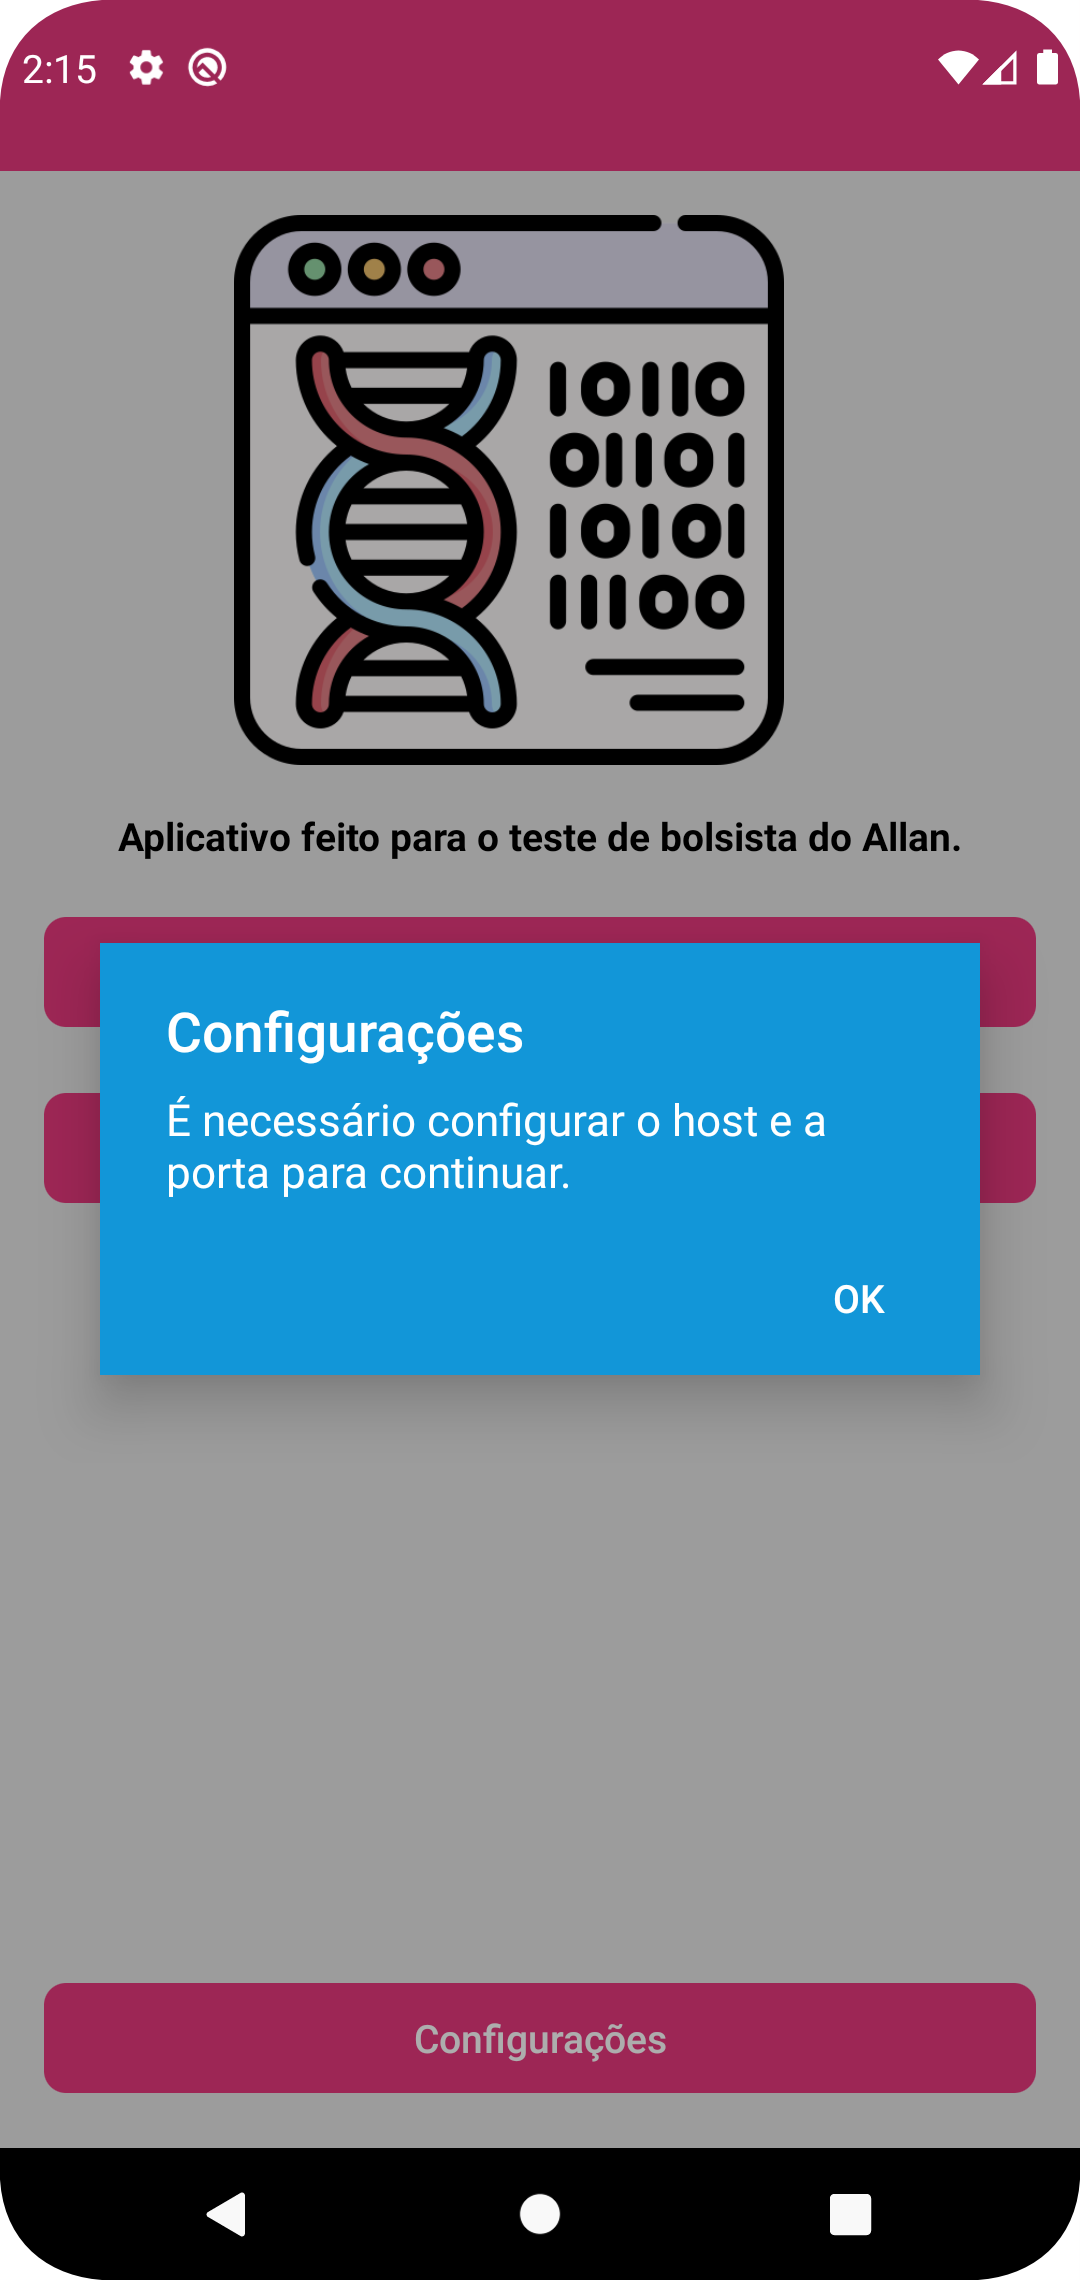 2:15
10110
01101
10101
11100
Aplicativo feito para o teste de bolsista do Allan.
Configurações
É necessário configurar o host e a
porta para continuar.
OK
Configurações